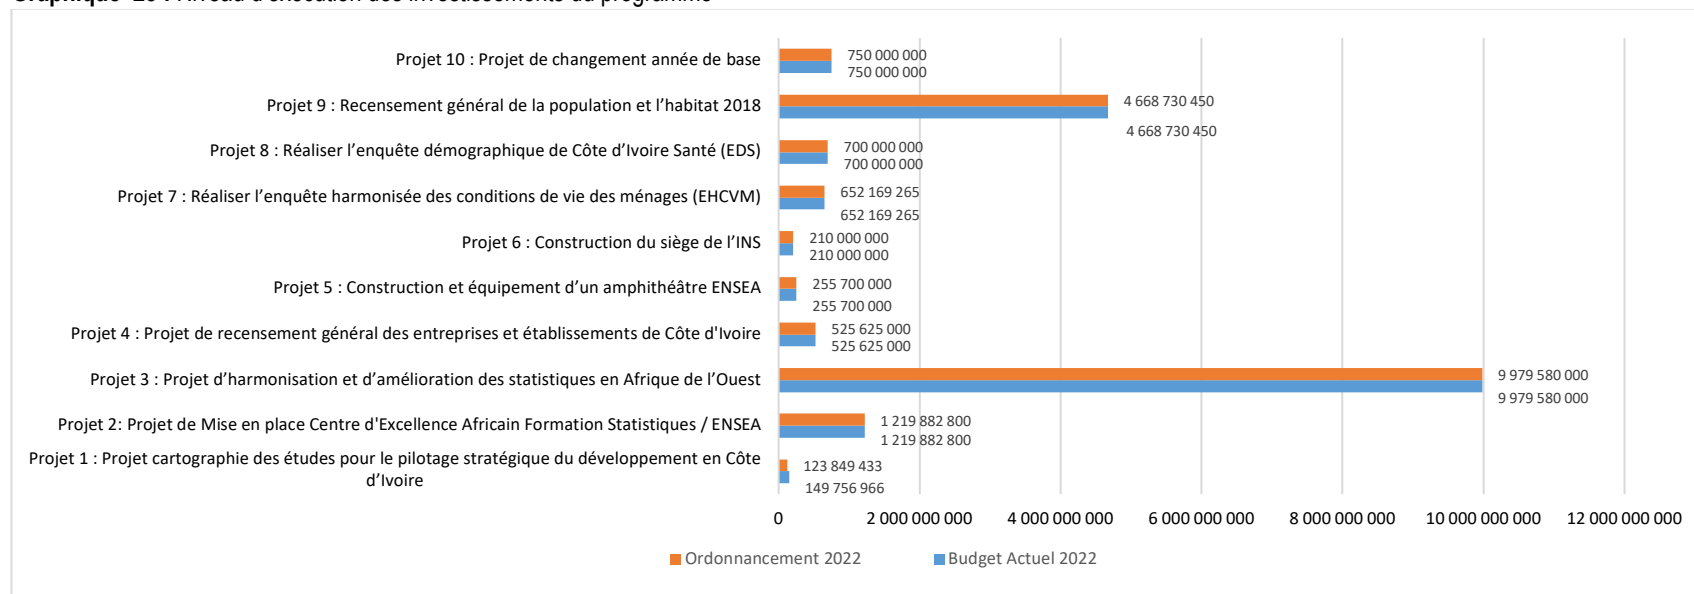 Projet 10 : Projet de changement année de base
750 000 000
750 000 000
Projet 9 : Recensement général de la population et l’habitat 2018
4 668 730 450
4 668 730 450
Projet 8 : Réaliser l’enquête démographique de Côte d’Ivoire Santé (EDS)
700 000 000
700 000 000
Projet 7 : Réaliser l’enquête harmonisée des conditions de vie des ménages (EHCVM)
652 169 265
652 169 265
Projet 6 : Construction du siège de l’INS
210 000 000
210 000 000
Projet 5 : Construction et équipement d’un amphithéâtre ENSEA
255 700 000
255 700 000
Projet 4 : Projet de recensement général des entreprises et établissements de Côte d'Ivoire
525 625 000
525 625 000
Projet 3 : Projet d’harmonisation et d’amélioration des statistiques en Afrique de l’Ouest
9 979 580 000
9 979 580 000
Projet 2: Projet de Mise en place Centre d'Excellence Africain Formation Statistiques / ENSEA
1 219 882 800
1 219 882 800
Projet 1 : Projet cartographie des études pour le pilotage stratégique du développement en Côte
d’Ivoire
123 849 433
149 756 966
0 2 000 000 000 4 000 000 000 6 000 000 000 8 000 000 000 10 000 000 000 12 000 000 000
Ordonnancement 2022 Budget Actuel 2022